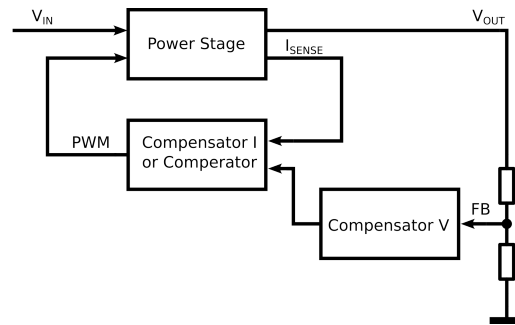 VIN
VOUT
Power Stage
ISENSE
PWM
Compensator I
or Comperator
FB
Compensator V